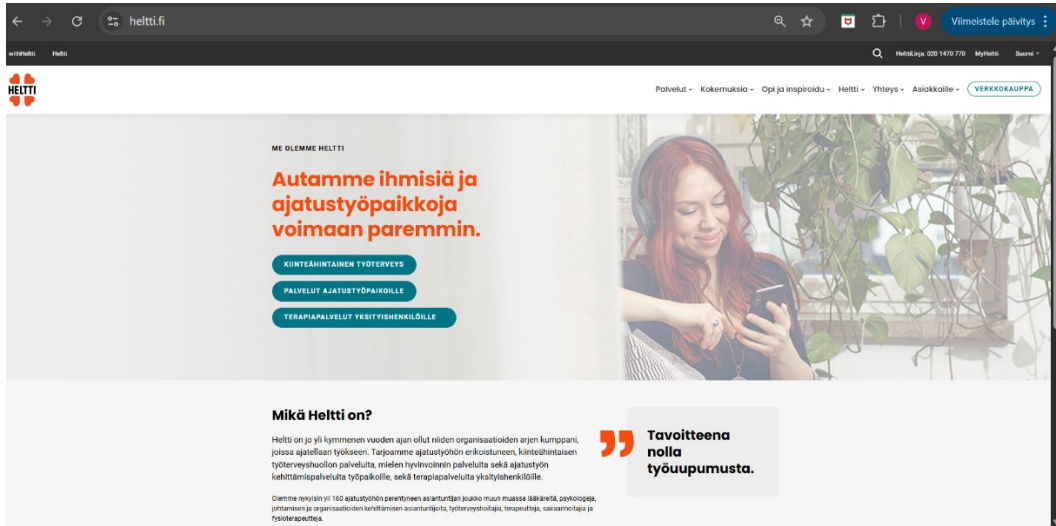 heltti.fi
V
Viimeistele päivitys
withHeltti Heltti
HelttiLinja: 020 1470 770 MyHeltti Suomi
HELTTI
Palvelut Kokemuksia Opi ja inspiroidu Heltti Yhteys Asiakkaille VERKKOKAUPPA
ME OLEMME HELTTI
Autamme ihmisiä ja
ajatustyöpaikkoja
voimaan paremmin.
KIINTEÄHINTAINEN TYÖTERVEYS
PALVELUT AJATUSTYÖPAIKOILLE
TERAPIAPALVELUT YKSITYISHENKILÖILLE
Mikä Heltti on?
Heltti on jo yli kymmenen vuoden ajan ollut niiden organisaatioiden arjen kumppani,
joissa ajatellaan työkseen. Tarjoamme ajatustyöhön erikoistuneen, kiinteähintaisen
työterveyshuollon palveluita, mielen hyvinvoinnin palveluita sekä ajatustyön
kehittämispalveluita työpaikoille, sekä terapiapalveluita yksityishenkilöille.
Olemme nykyisin yli 160 ajatustyöhön perehtyneen asiantuntijan joukko muun muassa lääkäreitä, psykologeja,
johtamisen ja organisaatioiden kehittämisen asiantuntijoita, työterveyshoitajia, terapeutteja, sairaanhoitajia ja
fysioterapeutteja.
Tavoitteena
nolla
työuupumusta.